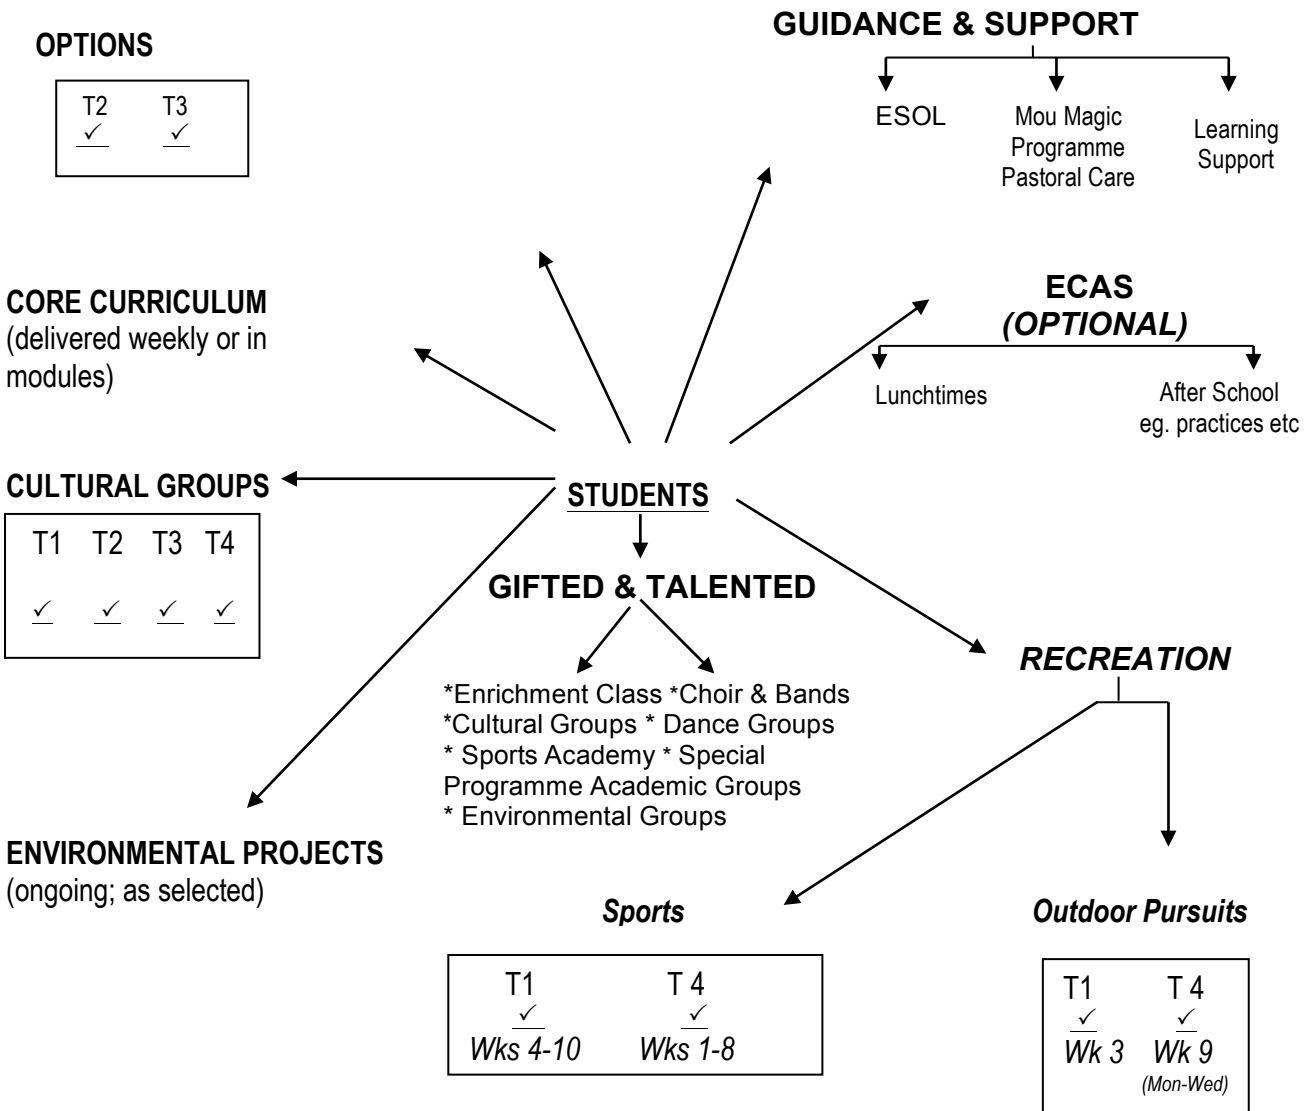 OPTIONS
T2 T3
✓ ✓
GUIDANCE & SUPPORT
ESOL
Mou Magic
Programme
Pastoral Care
Learning
Support
CORE CURRICULUM
(delivered weekly or in
modules)
ECAS
(OPTIONAL)
Lunchtimes
After School
eg. practices etc
CULTURAL GROUPS
T1 T2 T3 T4
✓ ✓ ✓ ✓
STUDENTS
GIFTED & TALENTED
*Enrichment Class *Choir & Bands
*Cultural Groups * Dance Groups
* Sports Academy * Special
Programme Academic Groups
* Environmental Groups
RECREATION
ENVIRONMENTAL PROJECTS
(ongoing; as selected)
Sports
T1 T 4
✓ ✓
Wks 4-10 Wks 1-8
Outdoor Pursuits
T1 T 4
✓ ✓
Wk 3 Wk 9
(Mon-Wed)